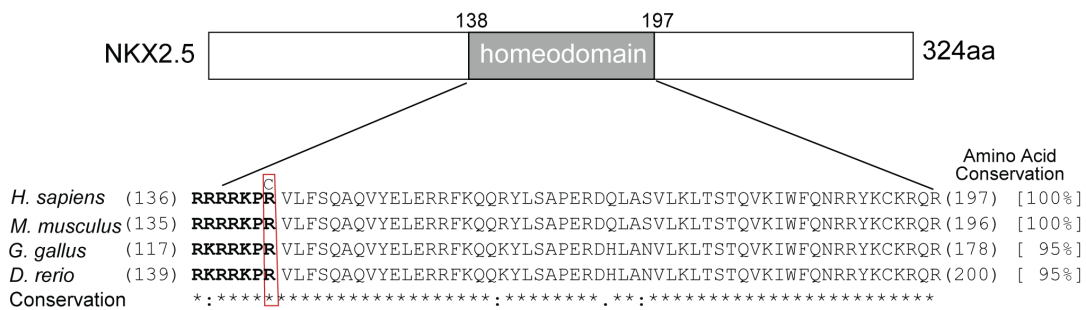 138 197
NKX2.5 homeodomain 324aa
Amino Acid
Conservation
C
H. sapiens (136) RRRRKPR VLFSQAQVYELERRFKQQRYLSAPERDQLASVLKLTSTQVKIWFQNRRYKCKRQR(197) [100%]
M. musculus(135) RRRRKPR VLFSQAQVYELERRFKQQRYLSAPERDQLASVLKLTSTQVKIWFQNRRYKCKRQR(196) [100%]
G. gallus (117) RKRRKPR VLFSQAQVYELERRFKQQRYLSAPERDHLANVLKLTSTQVKIWFQNRRYKCKRQR(178) [ 95%]
D. rerio (139) RKRRKPR VLFSQAQVYELERRFKQQKYLSAPERDHLANVLKLTSTQVKIWFQNRRYKCKRQR(200) [ 95%]
Conservation *:***********************:********.**:************************